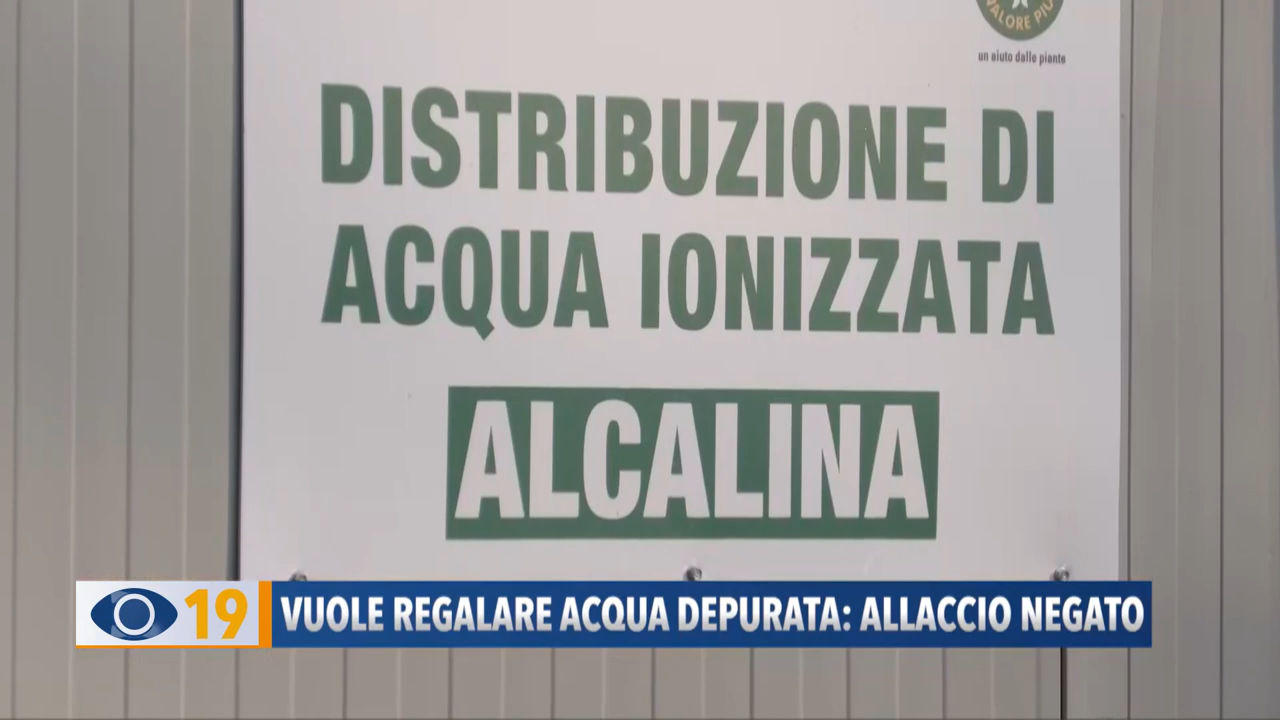 VALORE PIÙ
un aiuto dalle piante
DISTRIBUZIONE DI
ACQUA IONIZZATA
ALCALINA
19 VUOLE REGALARE ACQUA DEPURATA: ALLACCIO NEGATO